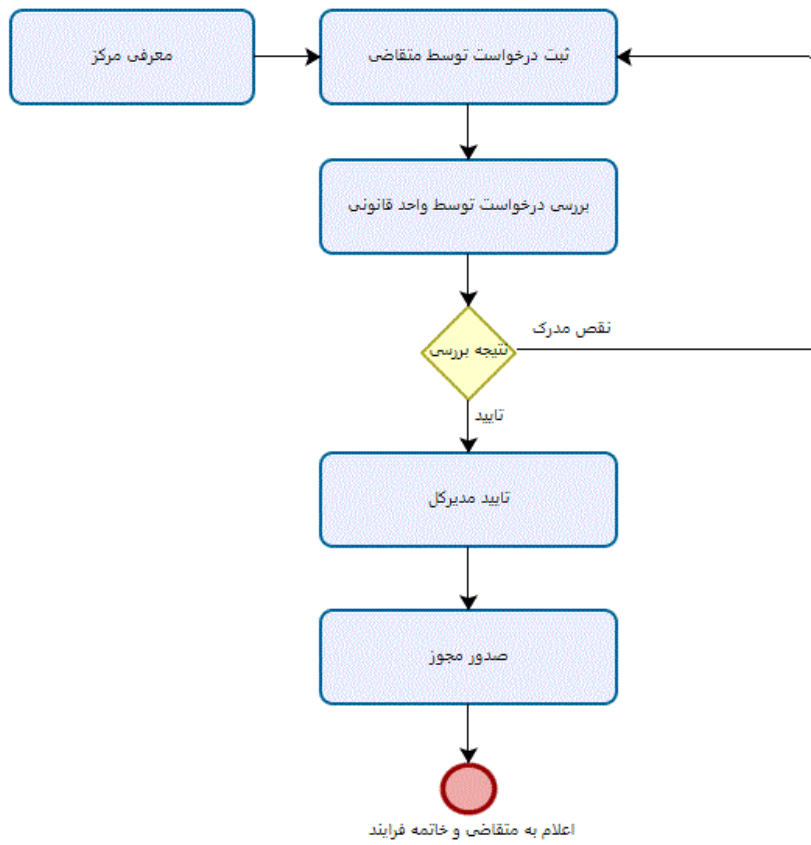 معرفی مرکز
ثبت درخواست توسط متقاضی
بررسی درخواست توسط واحد قانونی
نتیجه بررسی
نقص مدرک
تایید
تایید مدیرکل
صدور مجوز
اعلام به متقاضی و خاتمه فرایند